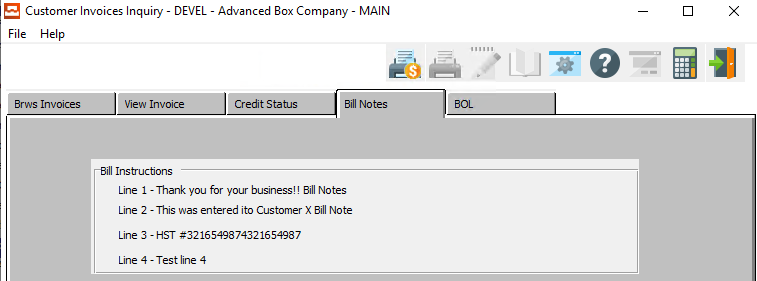 Customer Invoices Inquiry - DEVEL - Advanced Box Company - MAIN
File Help
Brws Invoices View Invoice Credit Status Bill Notes BOL
Bill Instructions
Line 1 - Thank you for your business!! Bill Notes
Line 2 - This was entered ito Customer X Bill Note
Line 3 - HST #3216549874321654987
Line 4 - Test line 4